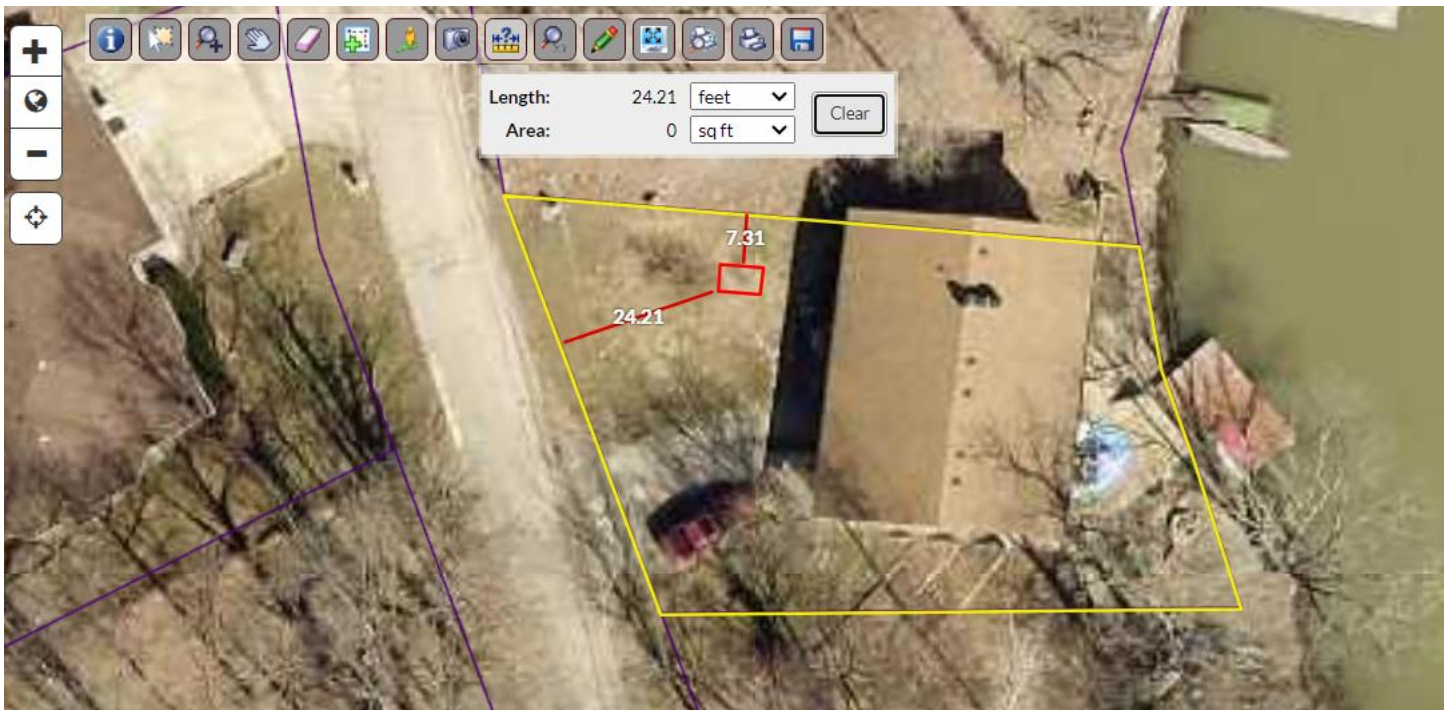 Length: 24.21 feet
Area: 0 sq ft
Clear
7.31
24.21